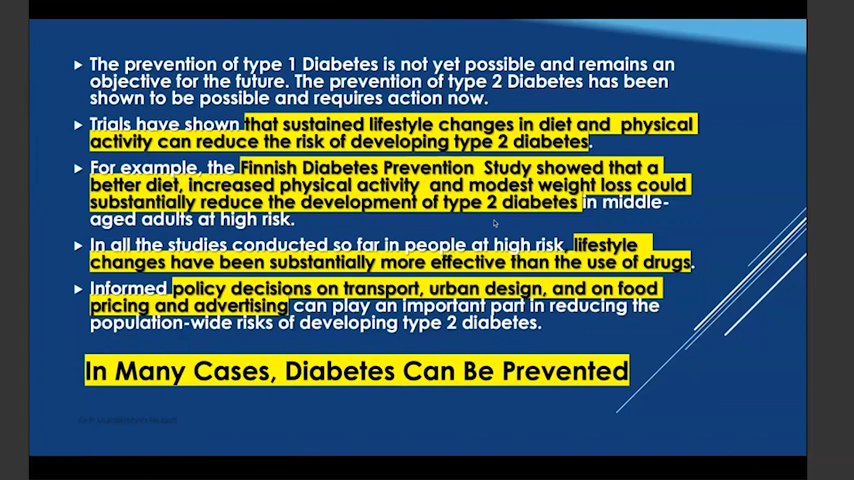 The prevention of type 1 Diabetes is not yet possible and remains an
objective for the future. The prevention of type 2 Diabetes has been
shown to be possible and requires action now.
Trials have shown that sustained lifestyle changes in diet and physical
activity can reduce the risk of developing type 2 diabetes.
For example, the Finnish Diabetes Prevention Study showed that a
better diet, increased physical activity and modest weight loss could
substantially reduce the development of type 2 diabetes in middle-
aged adults at high risk.
In all the studies conducted so far in people at high risk, lifestyle
changes have been substantially more effective than the use of drugs.
Informed policy decisions on transport, urban design, and on food
pricing and advertising can play an important part in reducing the
population-wide risks of developing type 2 diabetes.
In Many Cases, Diabetes Can Be Prevented